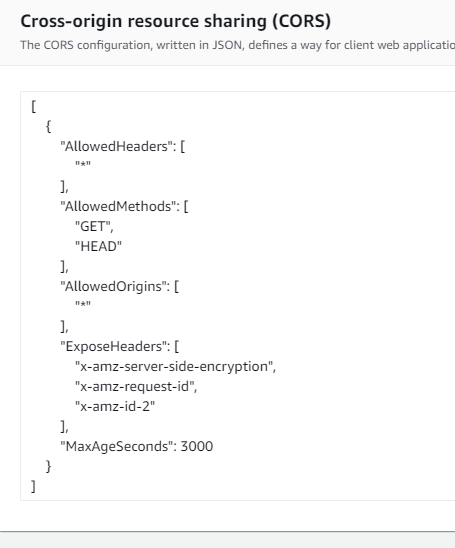 Cross-origin resource sharing (CORS)
The CORS configuration, written in JSON, defines a way for client web applicatio
[
{
"AllowedHeaders": [
"*"
],
"AllowedMethods": [
"GET",
"HEAD"
],
"AllowedOrigins": [
"*"
],
"ExposeHeaders": [
"x-amz-server-side-encryption",
"x-amz-request-id",
"x-amz-id-2"
],
"MaxAgeSeconds": 3000
}
]